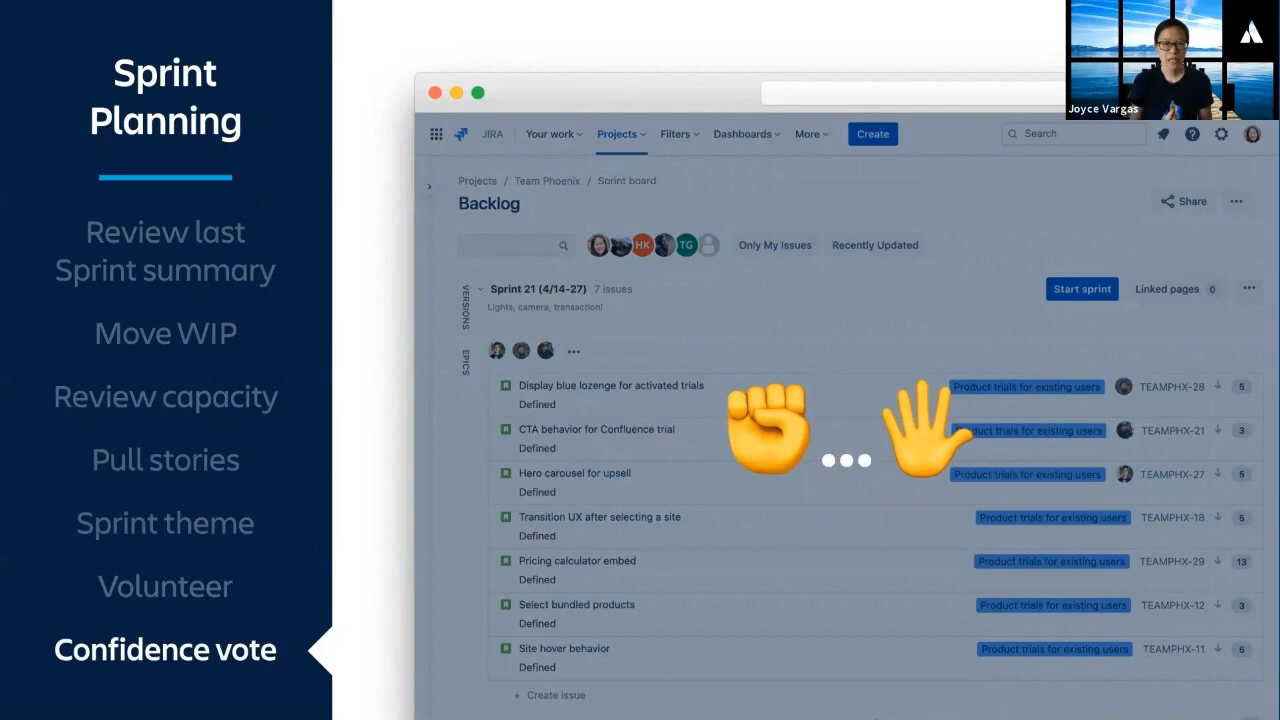 Sprint
Planning
Review last
Sprint summary
Move WIP
Review capacity
Pull stories
Sprint theme
Volunteer
Confidence vote
Joyce Vargas
JIRA Your work Projects Filters Dashboards More Create Search
Projects / Team Phoenix / Sprint board
Backlog
Share
HK TG Only My Issues Recently Updated
VERSIONS
EPICS
Sprint 21 (4/14-27) 7 issues Start sprint Linked pages 0
Lights, camera, transaction!
Display blue lozenge for activated trials Product trials for existing users TEAMPHX-28 5
Defined
CTA behavior for Confluence trial product trials for existing users TEAMPHX-21 3
Defined
Hero carousel for upsell Product trials for existing users TEAMPHX-27 5
Defined
Transition UX after selecting a site Product trials for existing users TEAMPHX-18 5
Defined
Pricing calculator embed Product trials for existing users TEAMPHX-29 13
Defined
Select bundled products Product trials for existing users TEAMPHX-12 3
Defined
Site hover behavior Product trials for existing users TEAMPHX-11 5
Defined
+ Create issue